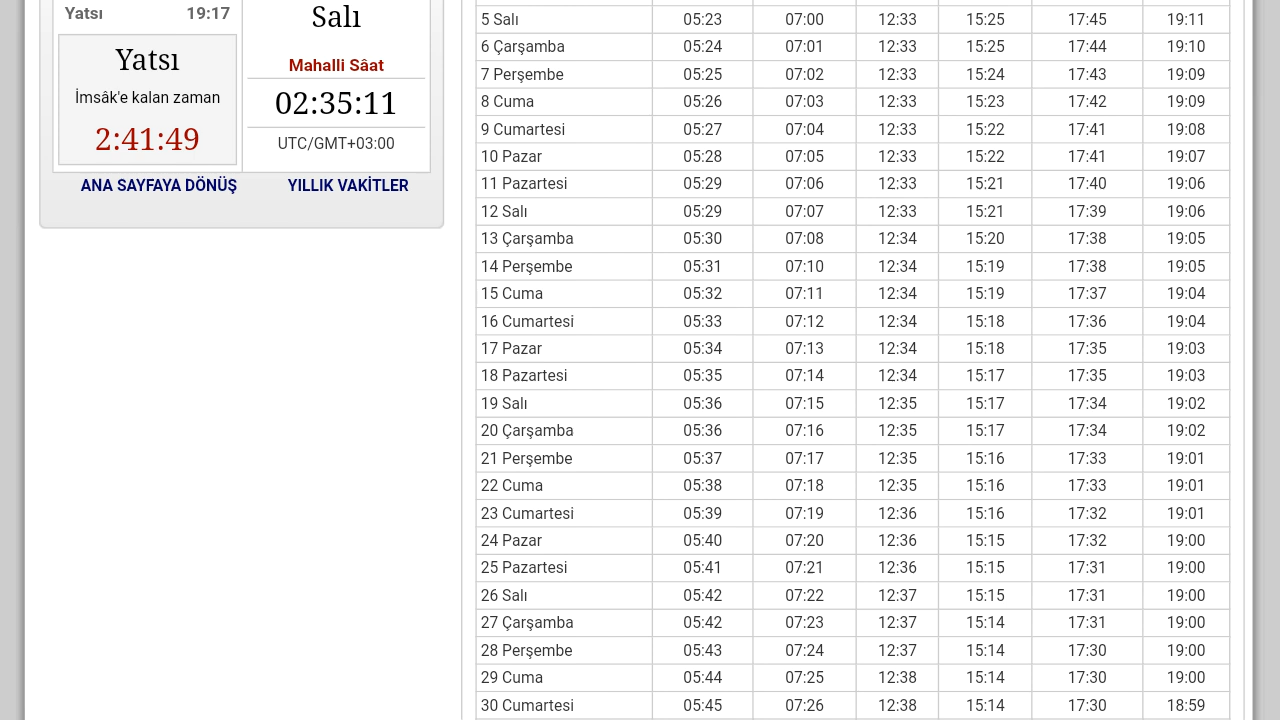 Yatsı 19:17
Yatsı
İmsâk'e kalan zaman
2:41:49
Salı
Mahalli Sâat
02:35:11
UTC/GMT+03:00
ANA SAYFAYA DÖNÜŞ YILLIK VAKİTLER
5 Salı 05:23 07:00 12:33 15:25 17:45 19:11
6 Çarşamba 05:24 07:01 12:33 15:25 17:44 19:10
7 Perşembe 05:25 07:02 12:33 15:24 17:43 19:09
8 Cuma 05:26 07:03 12:33 15:23 17:42 19:09
9 Cumartesi 05:27 07:04 12:33 15:22 17:41 19:08
10 Pazar 05:28 07:05 12:33 15:22 17:41 19:07
11 Pazartesi 05:29 07:06 12:33 15:21 17:40 19:06
12 Salı 05:29 07:07 12:33 15:21 17:39 19:06
13 Çarşamba 05:30 07:08 12:34 15:20 17:38 19:05
14 Perşembe 05:31 07:10 12:34 15:19 17:38 19:05
15 Cuma 05:32 07:11 12:34 15:19 17:37 19:04
16 Cumartesi 05:33 07:12 12:34 15:18 17:36 19:04
17 Pazar 05:34 07:13 12:34 15:18 17:35 19:03
18 Pazartesi 05:35 07:14 12:34 15:17 17:35 19:03
19 Salı 05:36 07:15 12:35 15:17 17:34 19:02
20 Çarşamba 05:36 07:16 12:35 15:17 17:34 19:02
21 Perşembe 05:37 07:17 12:35 15:16 17:33 19:01
22 Cuma 05:38 07:18 12:35 15:16 17:33 19:01
23 Cumartesi 05:39 07:19 12:36 15:16 17:32 19:01
24 Pazar 05:40 07:20 12:36 15:15 17:32 19:00
25 Pazartesi 05:41 07:21 12:36 15:15 17:31 19:00
26 Salı 05:42 07:22 12:37 15:15 17:31 19:00
27 Çarşamba 05:42 07:23 12:37 15:14 17:31 19:00
28 Perşembe 05:43 07:24 12:37 15:14 17:30 19:00
29 Cuma 05:44 07:25 12:38 15:14 17:30 19:00
30 Cumartesi 05:45 07:26 12:38 15:14 17:30 18:59